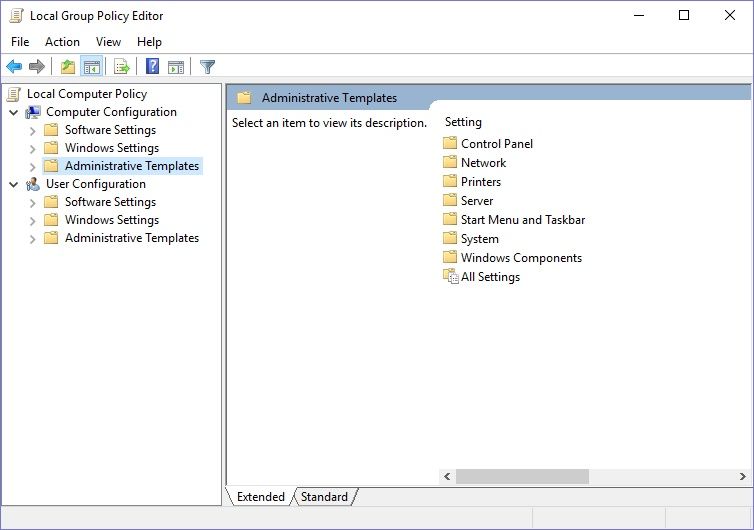 Local Group Policy Editor
File Action View Help
Local Computer Policy
Computer Configuration
Software Settings
Windows Settings
Administrative Templates
User Configuration
Software Settings
Windows Settings
Administrative Templates
Administrative Templates
Select an item to view its description.
Setting
Control Panel
Network
Printers
Server
Start Menu and Taskbar
System
Windows Components
All Settings
Extended Standard